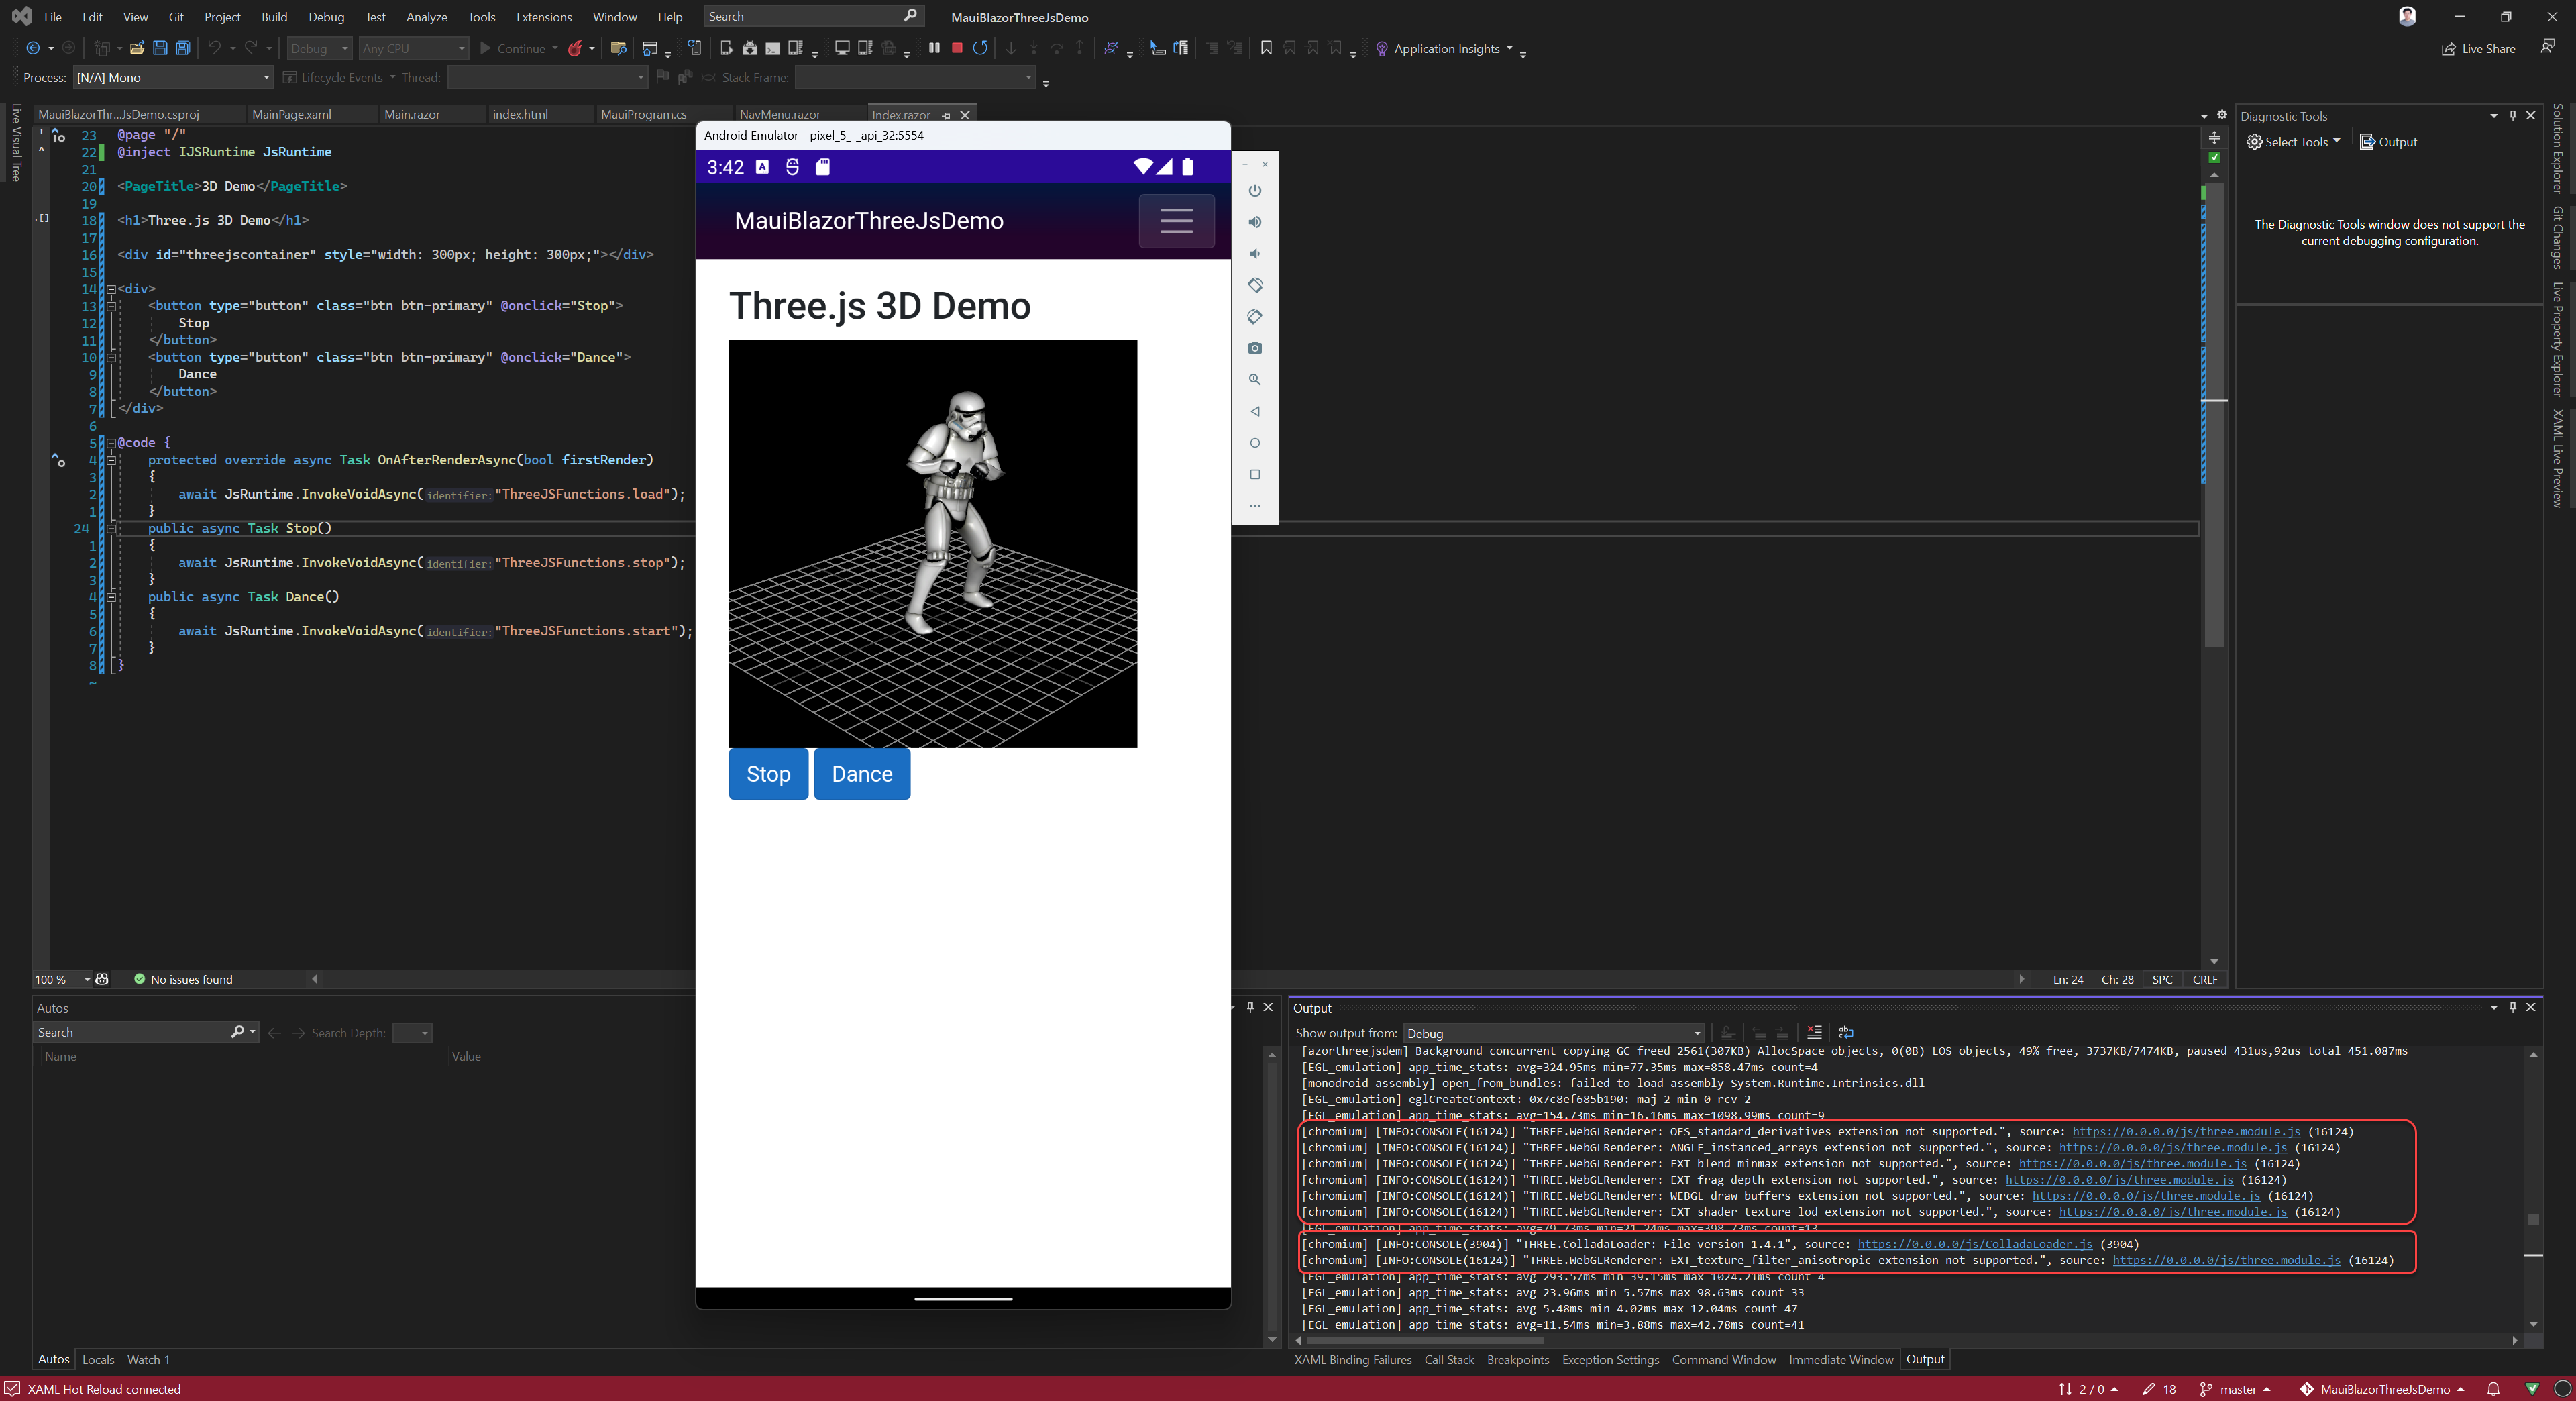 File Edit View Git Project Build Debug Test Analyze Tools Extensions Window Help Search MauiBlazorThreeJsDemo
Debug Any CPU Continue Application Insights Live Share
Process: [N/A] Mono Lifecycle Events Thread: Stack Frame:
MauiBlazorThr...JsDemo.csproj MainPage.xaml Main.razor index.html MauiProgram.cs NavMenu.razor Index.razor
Live Visual Tree
23 @page "/"
22 @inject IJSRuntime JsRuntime
21
20 <PageTitle>3D Demo</PageTitle>
19
18 <h1>Three.js 3D Demo</h1>
17
16 <div id="threejscontainer" style="width: 300px; height: 300px;"></div>
15
14 <div>
13 <button type="button" class="btn btn-primary" @onclick="Stop">
12 Stop
11 </button>
10 <button type="button" class="btn btn-primary" @onclick="Dance">
9 Dance
8 </button>
7 </div>
6
5 @code {
4 protected override async Task OnAfterRenderAsync(bool firstRender)
3 {
2 await JsRuntime.InvokeVoidAsync(identifier:"ThreeJSFunctions.load");
1 }
24 public async Task Stop()
1 {
2 await JsRuntime.InvokeVoidAsync(identifier:"ThreeJSFunctions.stop");
3 }
4 public async Task Dance()
5 {
6 await JsRuntime.InvokeVoidAsync(identifier:"ThreeJSFunctions.start");
7 }
8 }
~
Android Emulator - pixel_5_-_api_32:5554
3:42
MauiBlazorThreeJsDemo
Three.js 3D Demo
Stop Dance
Diagnostic Tools
Select Tools Output
The Diagnostic Tools window does not support the
current debugging configuration.
Solution Explorer
Git Changes
Live Property Explorer
XAML Live Preview
100 % No issues found Ln: 24 Ch: 28 SPC CRLF
Autos
Search Search Depth:
Name Value
Autos Locals Watch 1
Output
Show output from: Debug
[azorthreejsdem] Background concurrent copying GC freed 2561(307KB) AllocSpace objects, 0(0B) LOS objects, 49% free, 3737KB/7474KB, paused 431us,92us total 451.087ms
[EGL_emulation] app_time_stats: avg=324.95ms min=77.35ms max=858.47ms count=4
[monodroid-assembly] open_from_bundles: failed to load assembly System.Runtime.Intrinsics.dll
[EGL_emulation] eglCreateContext: 0x7c8ef685b190: maj 2 min 0 rcv 2
[EGL_emulation] app_time_stats: avg=154.73ms min=16.16ms max=1098.99ms count=9
[chromium] [INFO:CONSOLE(16124)] "THREE.WebGLRenderer: OES_standard_derivatives extension not supported.", source: https://0.0.0.0/js/three.module.js (16124)
[chromium] [INFO:CONSOLE(16124)] "THREE.WebGLRenderer: ANGLE_instanced_arrays extension not supported.", source: https://0.0.0.0/js/three.module.js (16124)
[chromium] [INFO:CONSOLE(16124)] "THREE.WebGLRenderer: EXT_blend_minmax extension not supported.", source: https://0.0.0.0/js/three.module.js (16124)
[chromium] [INFO:CONSOLE(16124)] "THREE.WebGLRenderer: EXT_frag_depth extension not supported.", source: https://0.0.0.0/js/three.module.js (16124)
[chromium] [INFO:CONSOLE(16124)] "THREE.WebGLRenderer: WEBGL_draw_buffers extension not supported.", source: https://0.0.0.0/js/three.module.js (16124)
[chromium] [INFO:CONSOLE(16124)] "THREE.WebGLRenderer: EXT_shader_texture_lod extension not supported.", source: https://0.0.0.0/js/three.module.js (16124)
[EGL_emulation] app_time_stats: avg=79.73ms min=21.24ms max=398.73ms count=13
[chromium] [INFO:CONSOLE(3904)] "THREE.ColladaLoader: File version 1.4.1", source: https://0.0.0.0/js/ColladaLoader.js (3904)
[chromium] [INFO:CONSOLE(16124)] "THREE.WebGLRenderer: EXT_texture_filter_anisotropic extension not supported.", source: https://0.0.0.0/js/three.module.js (16124)
[EGL_emulation] app_time_stats: avg=293.57ms min=39.15ms max=1024.21ms count=4
[EGL_emulation] app_time_stats: avg=23.96ms min=5.57ms max=98.63ms count=33
[EGL_emulation] app_time_stats: avg=5.48ms min=4.02ms max=12.04ms count=47
[EGL_emulation] app_time_stats: avg=11.54ms min=3.88ms max=42.78ms count=41
XAML Binding Failures Call Stack Breakpoints Exception Settings Command Window Immediate Window Output
XAML Hot Reload connected 2 / 0 18 master MauiBlazorThreeJsDemo